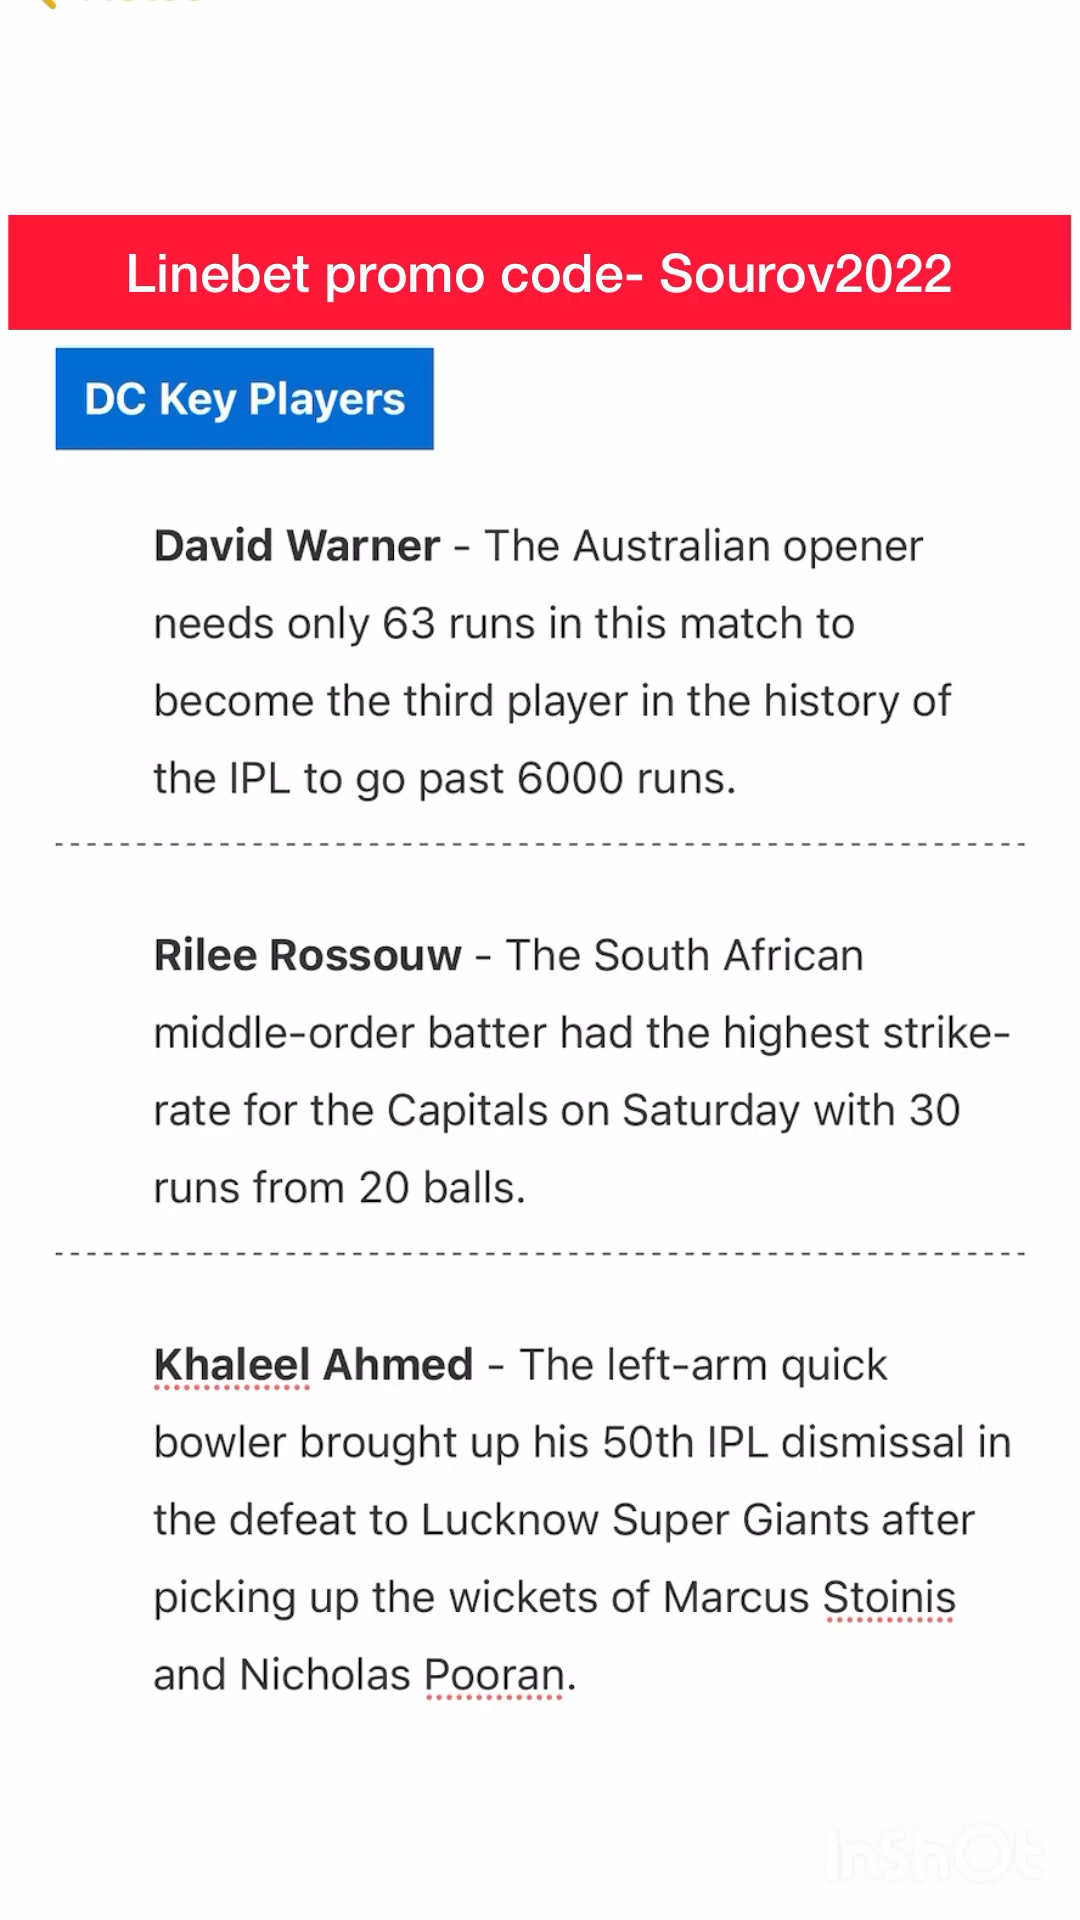 Linebet promo code- Sourov2022
DC Key Players
David Warner - The Australian opener
needs only 63 runs in this match to
become the third player in the history of
the IPL to go past 6000 runs.
Rilee Rossouw - The South African
middle-order batter had the highest strike-
rate for the Capitals on Saturday with 30
runs from 20 balls.
Khaleel Ahmed - The left-arm quick
bowler brought up his 50th IPL dismissal in
the defeat to Lucknow Super Giants after
picking up the wickets of Marcus Stoinis
and Nicholas Pooran.
InShOt